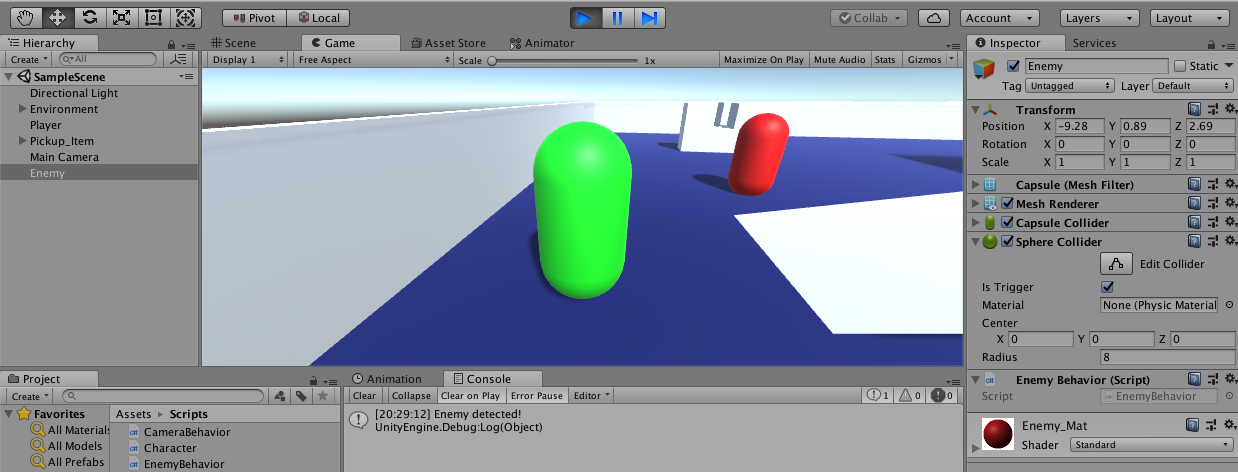 Pivot Local Collab Account Layers Layout
Hierarchy Scene Game Asset Store Animator Inspector Services
Create All Display 1 Free Aspect Scale 1x Maximize On Play Mute Audio Stats Gizmos Enemy Static
SampleScene Tag Untagged Layer Default
Directional Light
Environment Transform
Player Position X -9.28 Y 0.89 Z 2.69
Pickup_Item Rotation X 0 Y 0 Z 0
Main Camera Scale X 1 Y 1 Z 1
Enemy
Capsule (Mesh Filter)
Mesh Renderer
Capsule Collider
Sphere Collider
Edit Collider
Is Trigger
Material None (Physic Material
Center
X 0 Y 0 Z 0
Radius 8
Project Animation Console Enemy Behavior (Script)
Create Clear Collapse Clear on Play Error Pause Editor 1 0 0 Script EnemyBehavior
Favorites Assets Scripts [20:29:12] Enemy detected!
All Materials CameraBehavior UnityEngine.Debug:Log(Object) Enemy_Mat
All Models Character Shader Standard
All Prefabs EnemyBehavior